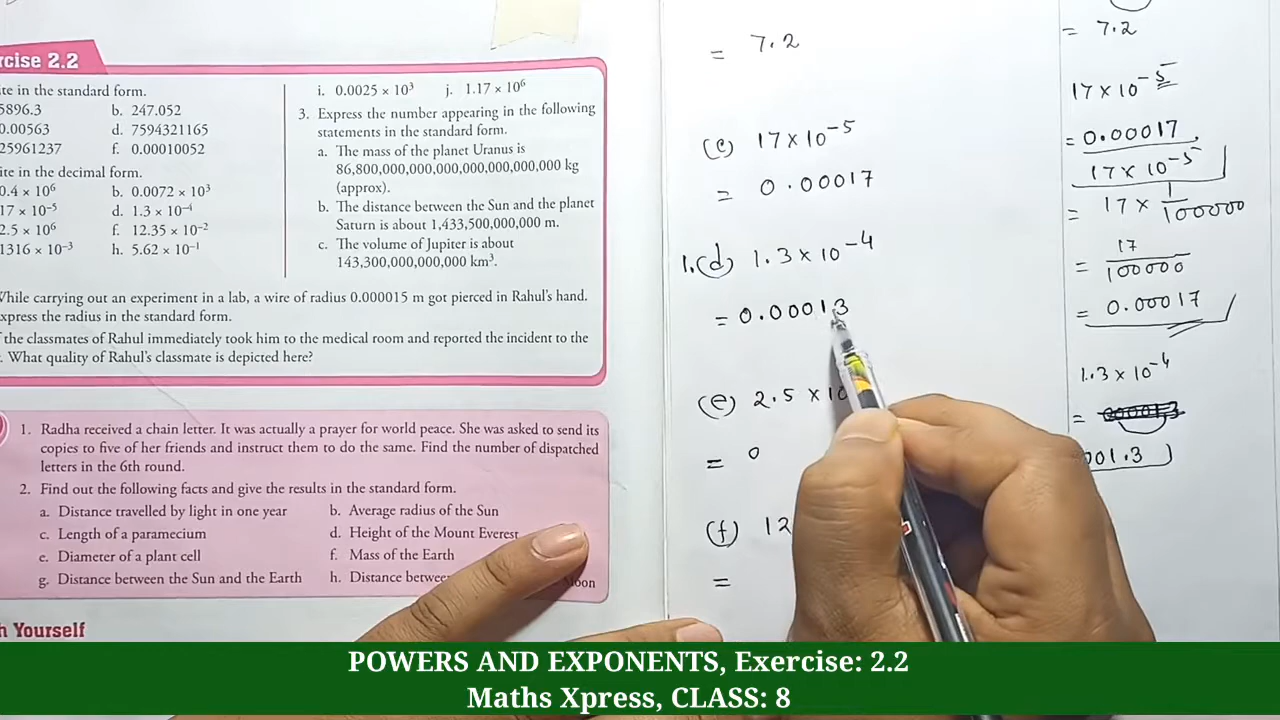 rcise 2.2
te in the standard form.
5896.3 b. 247.052
0.00563 d. 7594321165
25961237 f. 0.00010052
ite in the decimal form.
0.4 × 10⁶ b. 0.0072 × 10³
17 × 10⁻⁵ d. 1.3 × 10⁻⁴
2.5 × 10⁶ f. 12.35 × 10⁻²
1316 × 10⁻³ h. 5.62 × 10⁻¹
i. 0.0025 × 10³ j. 1.17 × 10⁶
3. Express the number appearing in the following
statements in the standard form.
a. The mass of the planet Uranus is
86,800,000,000,000,000,000,000,000 kg
(approx).
b. The distance between the Sun and the planet
Saturn is about 1,433,500,000,000 m.
c. The volume of Jupiter is about
143,300,000,000,000 km³.
While carrying out an experiment in a lab, a wire of radius 0.000015 m got pierced in Rahul's hand.
xpress the radius in the standard form.
f the classmates of Rahul immediately took him to the medical room and reported the incident to the
. What quality of Rahul's classmate is depicted here?
1. Radha received a chain letter. It was actually a prayer for world peace. She was asked to send its
copies to five of her friends and instruct them to do the same. Find the number of dispatched
letters in the 6th round.
2. Find out the following facts and give the results in the standard form.
a. Distance travelled by light in one year b. Average radius of the Sun
c. Length of a paramecium d. Height of the Mount Everest
e. Diameter of a plant cell f. Mass of the Earth
g. Distance between the Sun and the Earth h. Distance betwee Moon
h Yourself
= 7.2
(c) 17 × 10⁻⁵
= 0.00017
1.(d) 1.3 × 10⁻⁴
= 0.00013
(e) 2.5 × 10
= 0
(f) 12
=
= 7.2
17 × 10⁻⁵
= 0.00017
17 × 10⁻⁵
= 17 × 1/100000
= 17/100000
= 0.00017
1.3 × 10⁻⁴
=
001.3
POWERS AND EXPONENTS, Exercise: 2.2
Maths Xpress, CLASS: 8